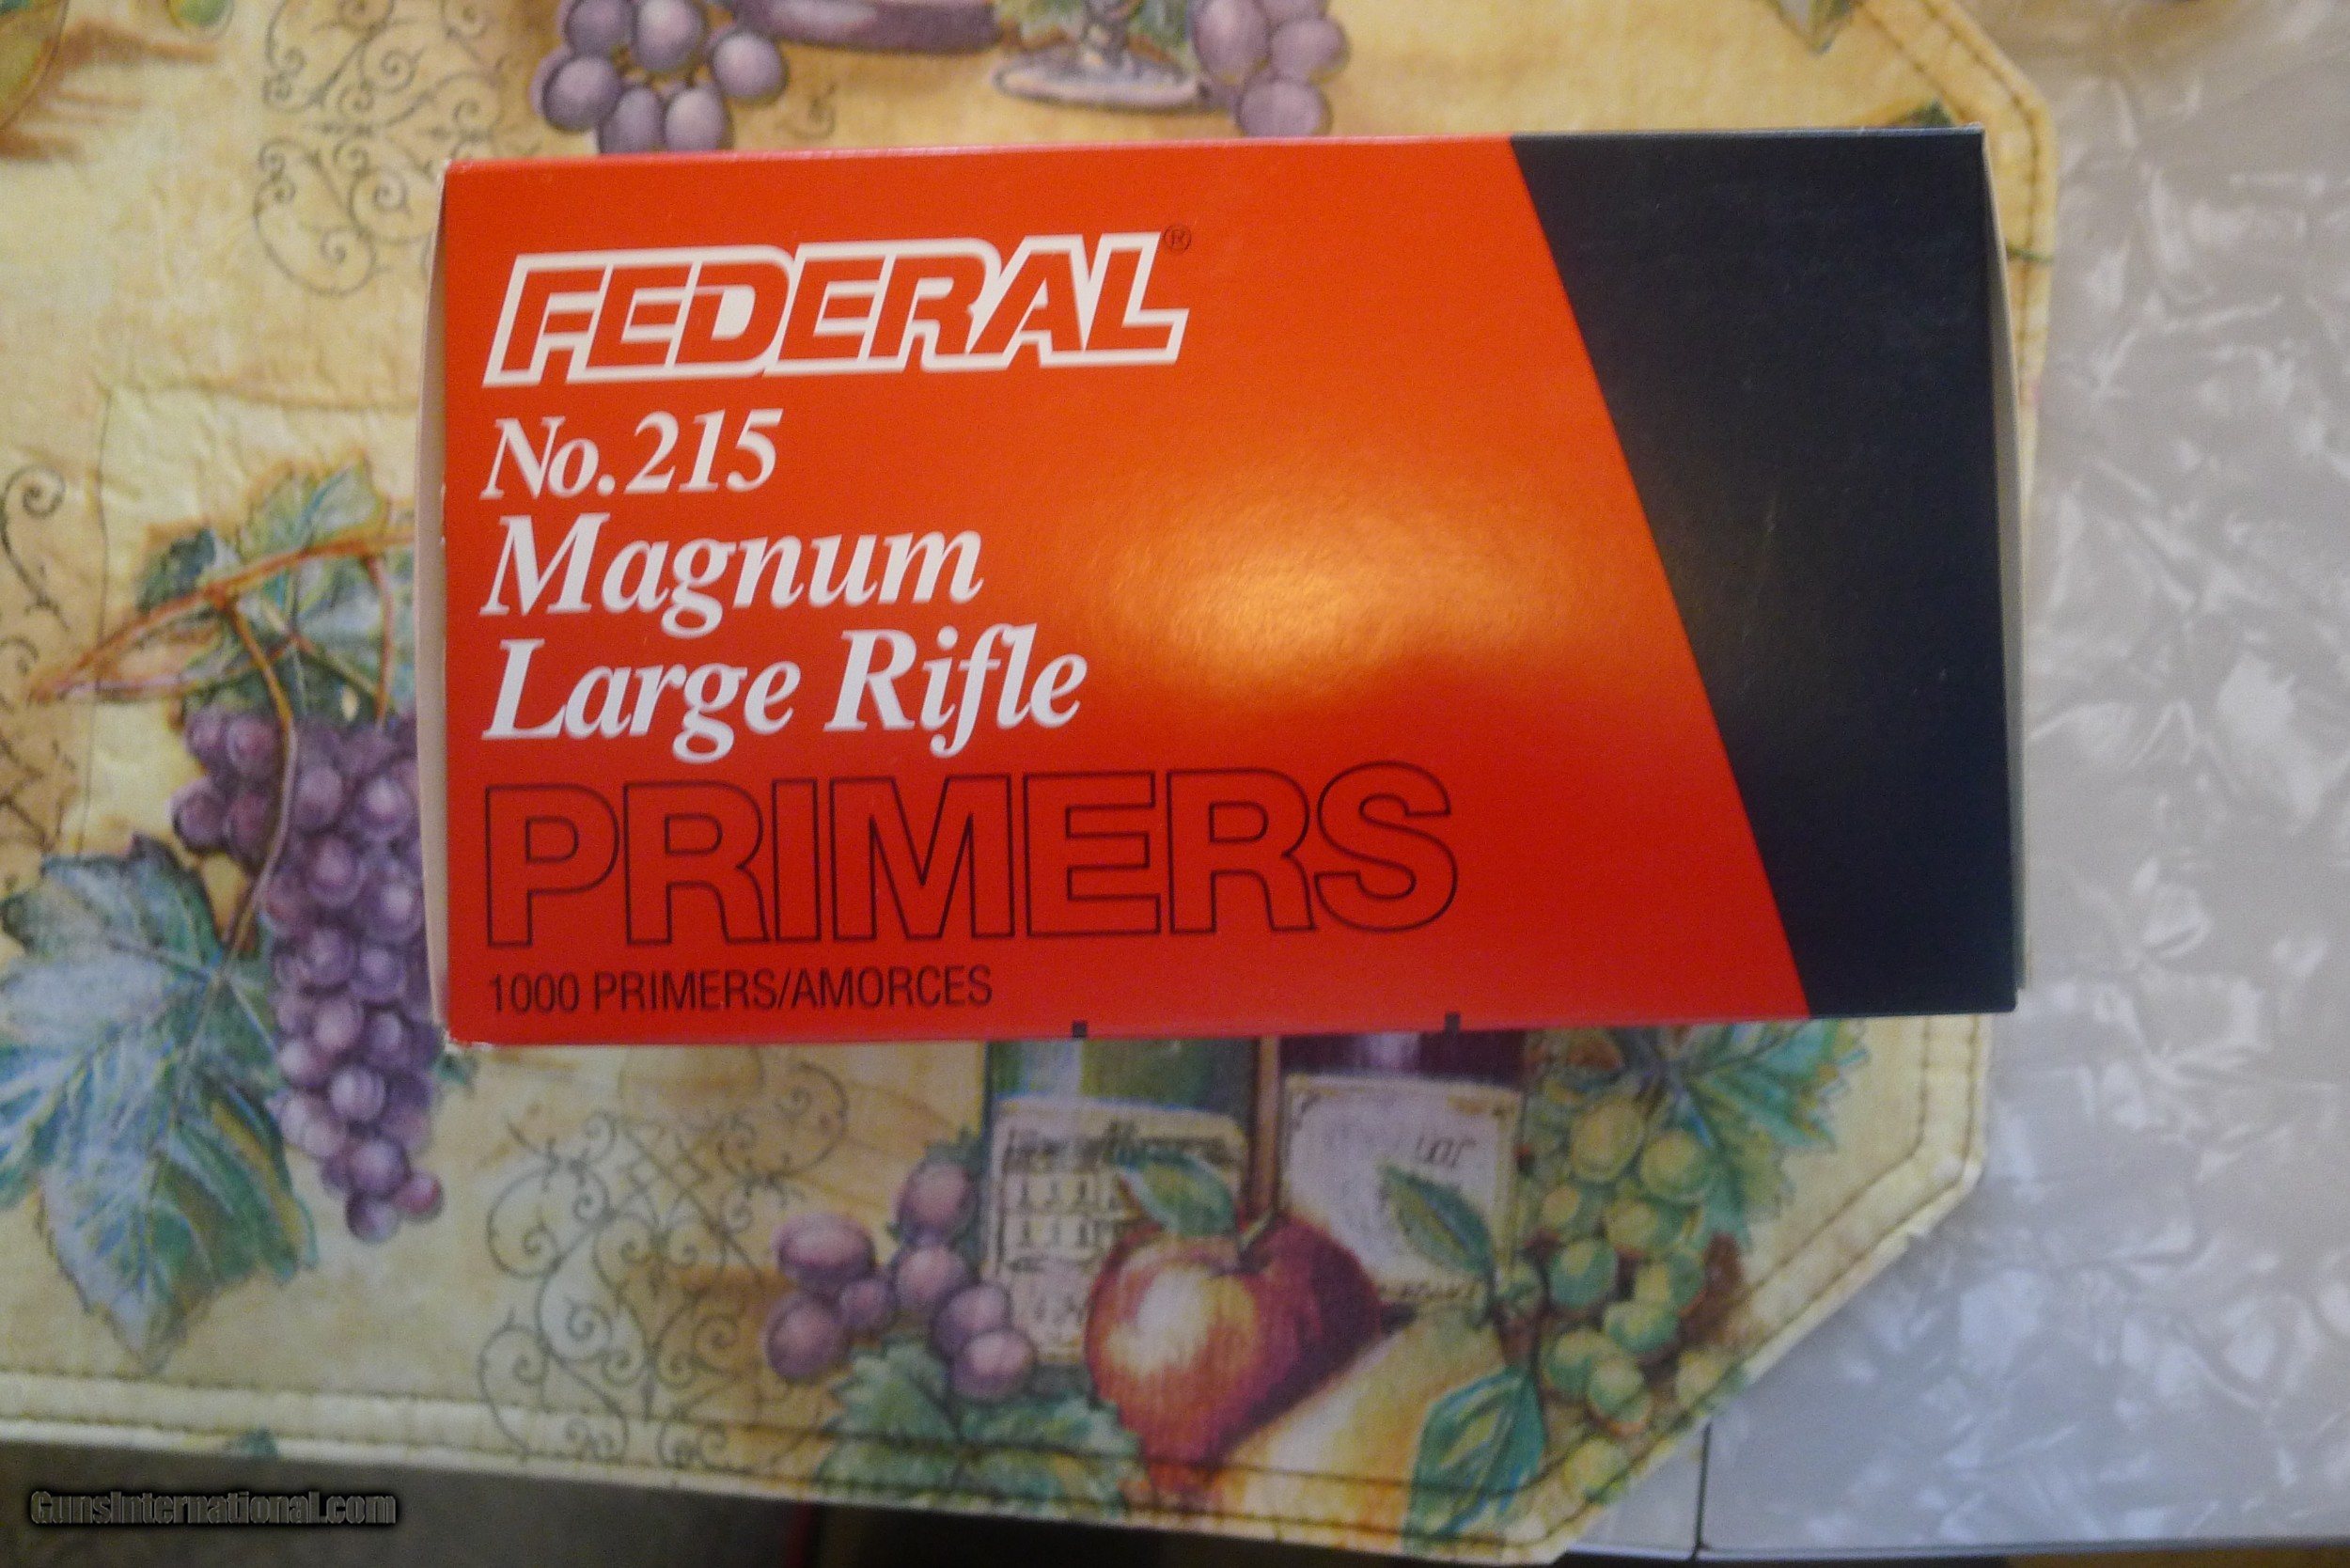 FEDERAL®
No. 215
Magnum
Large Rifle
PRIMERS
1000 PRIMERS/AMORCES
GunsInternational.com